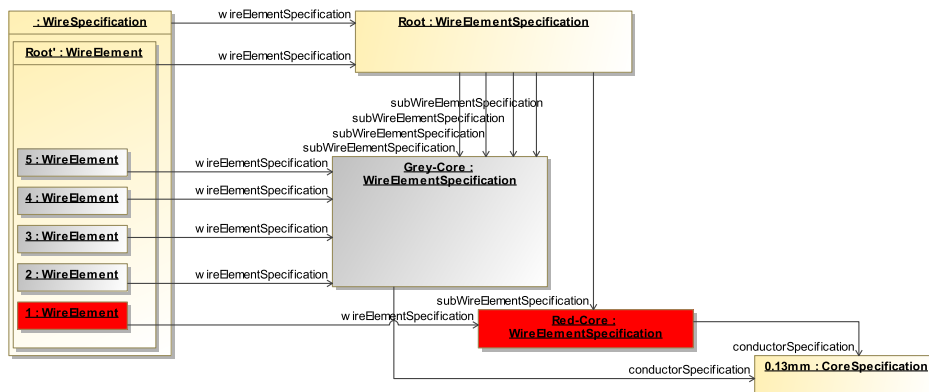 : WireSpecification
wireElementSpecification
Root : WireElementSpecification
Root' : WireElement
wireElementSpecification
subWireElementSpecification
subWireElementSpecification
subWireElementSpecification
subWireElementSpecification
5 : WireElement
wireElementSpecification
Grey-Core :
WireElementSpecification
4 : WireElement
wireElementSpecification
3 : WireElement
wireElementSpecification
2 : WireElement
wireElementSpecification
subWireElementSpecification
1 : WireElement
wireElementSpecification
Red-Core :
WireElementSpecification
conductorSpecification
conductorSpecification
0.13mm : CoreSpecification